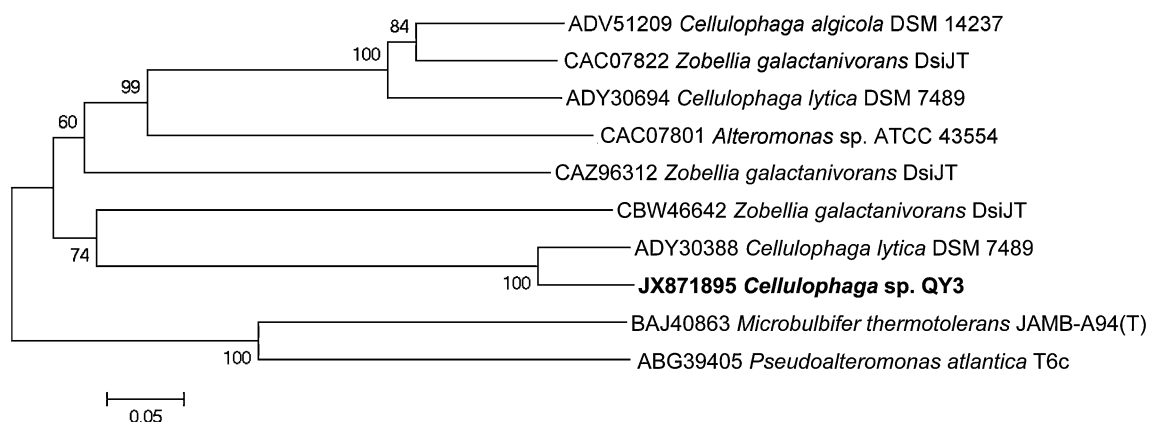 84
ADV51209 Cellulophaga algicola DSM 14237
100
CAC07822 Zobellia galactanivorans DsiJT
99
ADY30694 Cellulophaga lytica DSM 7489
60
CAC07801 Alteromonas sp. ATCC 43554
CAZ96312 Zobellia galactanivorans DsiJT
CBW46642 Zobellia galactanivorans DsiJT
74
ADY30388 Cellulophaga lytica DSM 7489
100
JX871895 Cellulophaga sp. QY3
BAJ40863 Microbulbifer thermotolerans JAMB-A94(T)
100
ABG39405 Pseudoalteromonas atlantica T6c
0.05